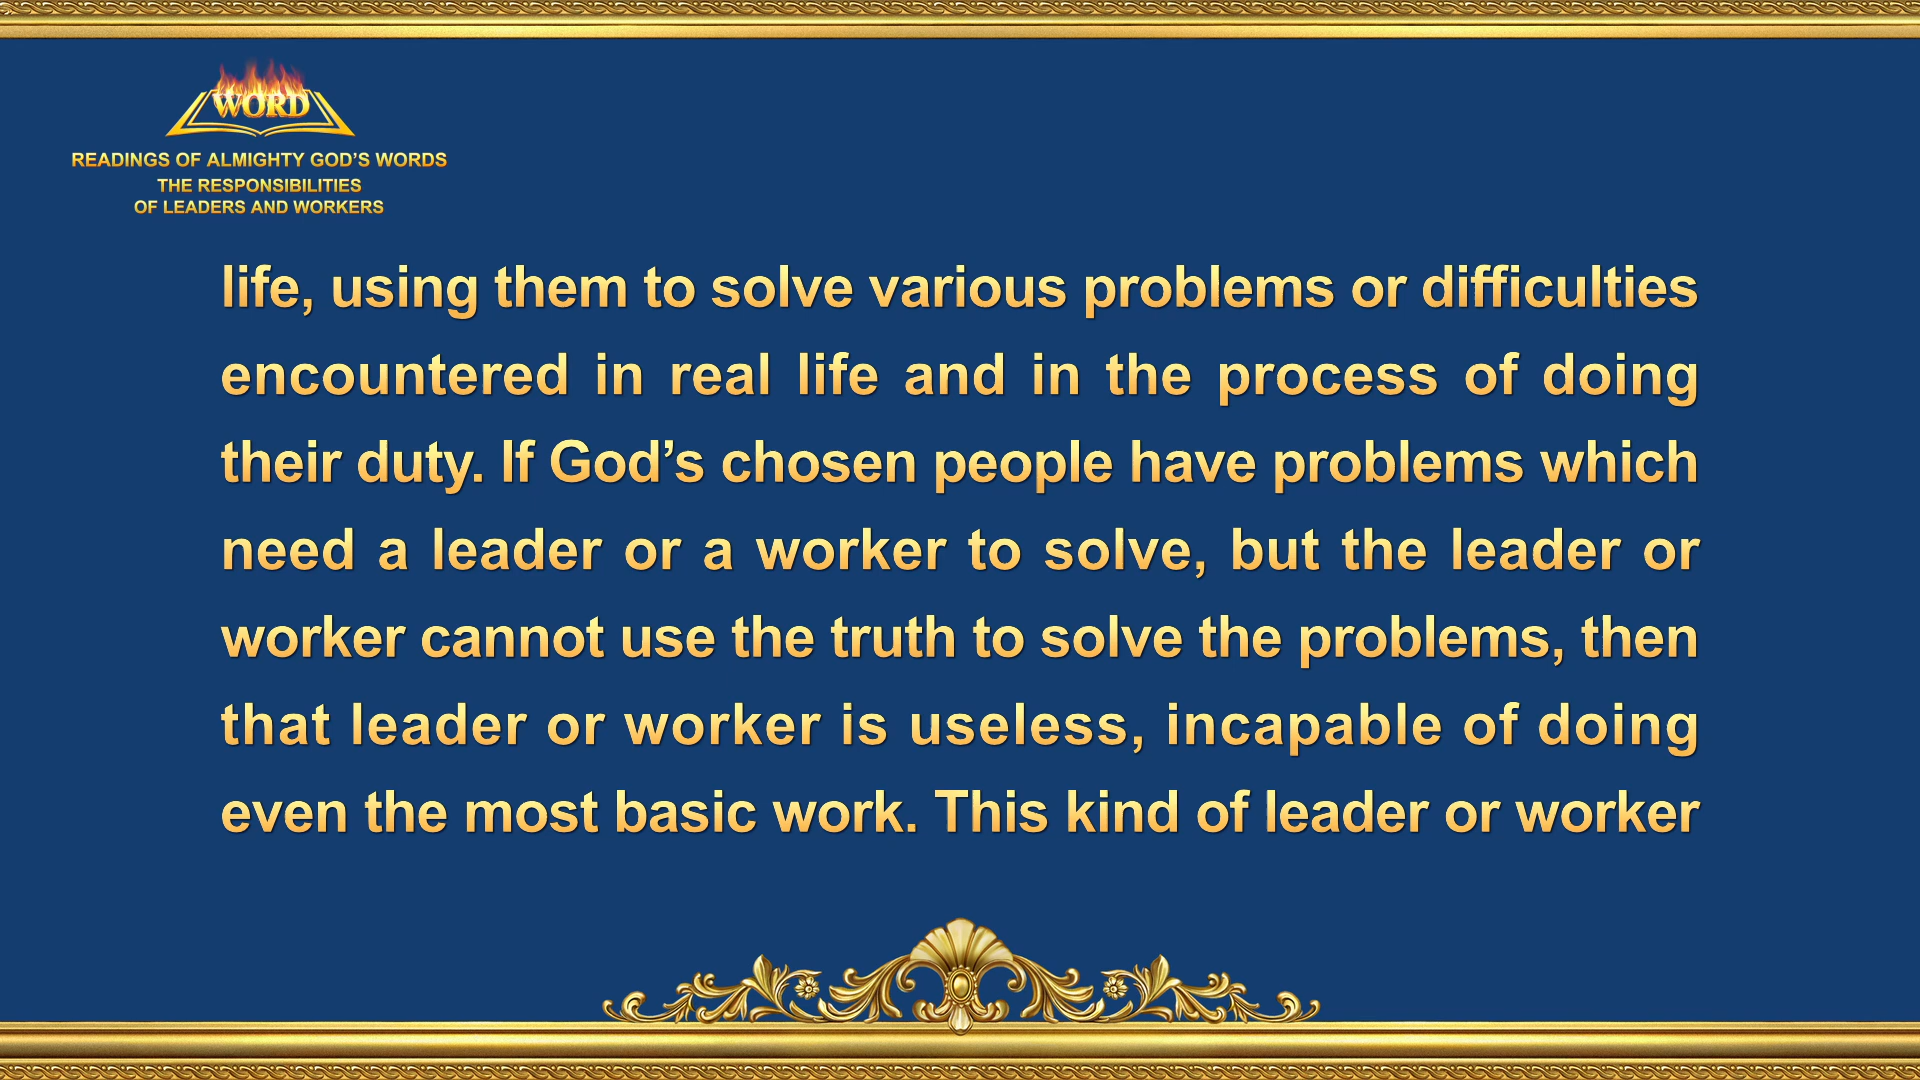 WORD
READINGS OF ALMIGHTY GOD’S WORDS
THE RESPONSIBILITIES
OF LEADERS AND WORKERS
life, using them to solve various problems or difficulties
encountered in real life and in the process of doing
their duty. If God’s chosen people have problems which
need a leader or a worker to solve, but the leader or
worker cannot use the truth to solve the problems, then
that leader or worker is useless, incapable of doing
even the most basic work. This kind of leader or worker